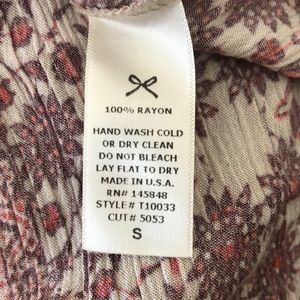 100% RAYON
HAND WASH COLD
OR DRY CLEAN
DO NOT BLEACH
LAY FLAT TO DRY
MADE IN U.S.A.
RN# 145848
STYLE# T10033
CUT# 5053
S